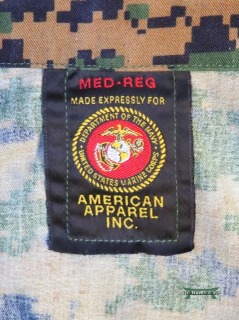 MED-REG
MADE EXPRESSLY FOR
DEPARTMENT OF THE NAVY
UNITED STATES MARINE CORPS
AMERICAN
APPAREL
INC.